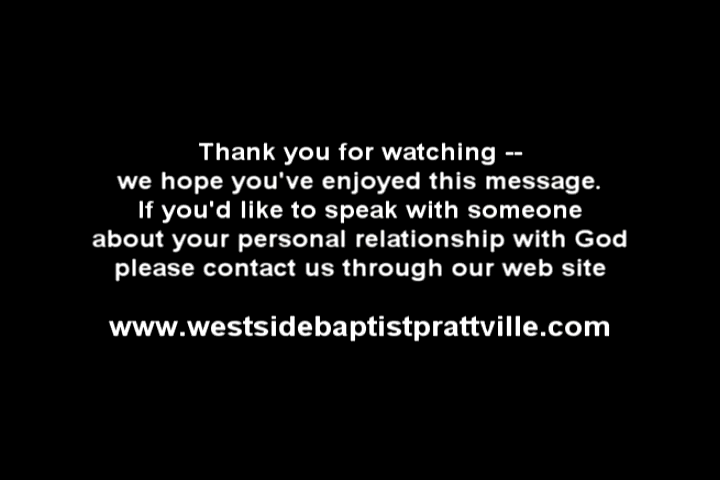 Thank you for watching --
we hope you've enjoyed this message.
If you'd like to speak with someone
about your personal relationship with God
please contact us through our web site
www.westsidebaptistprattville.com